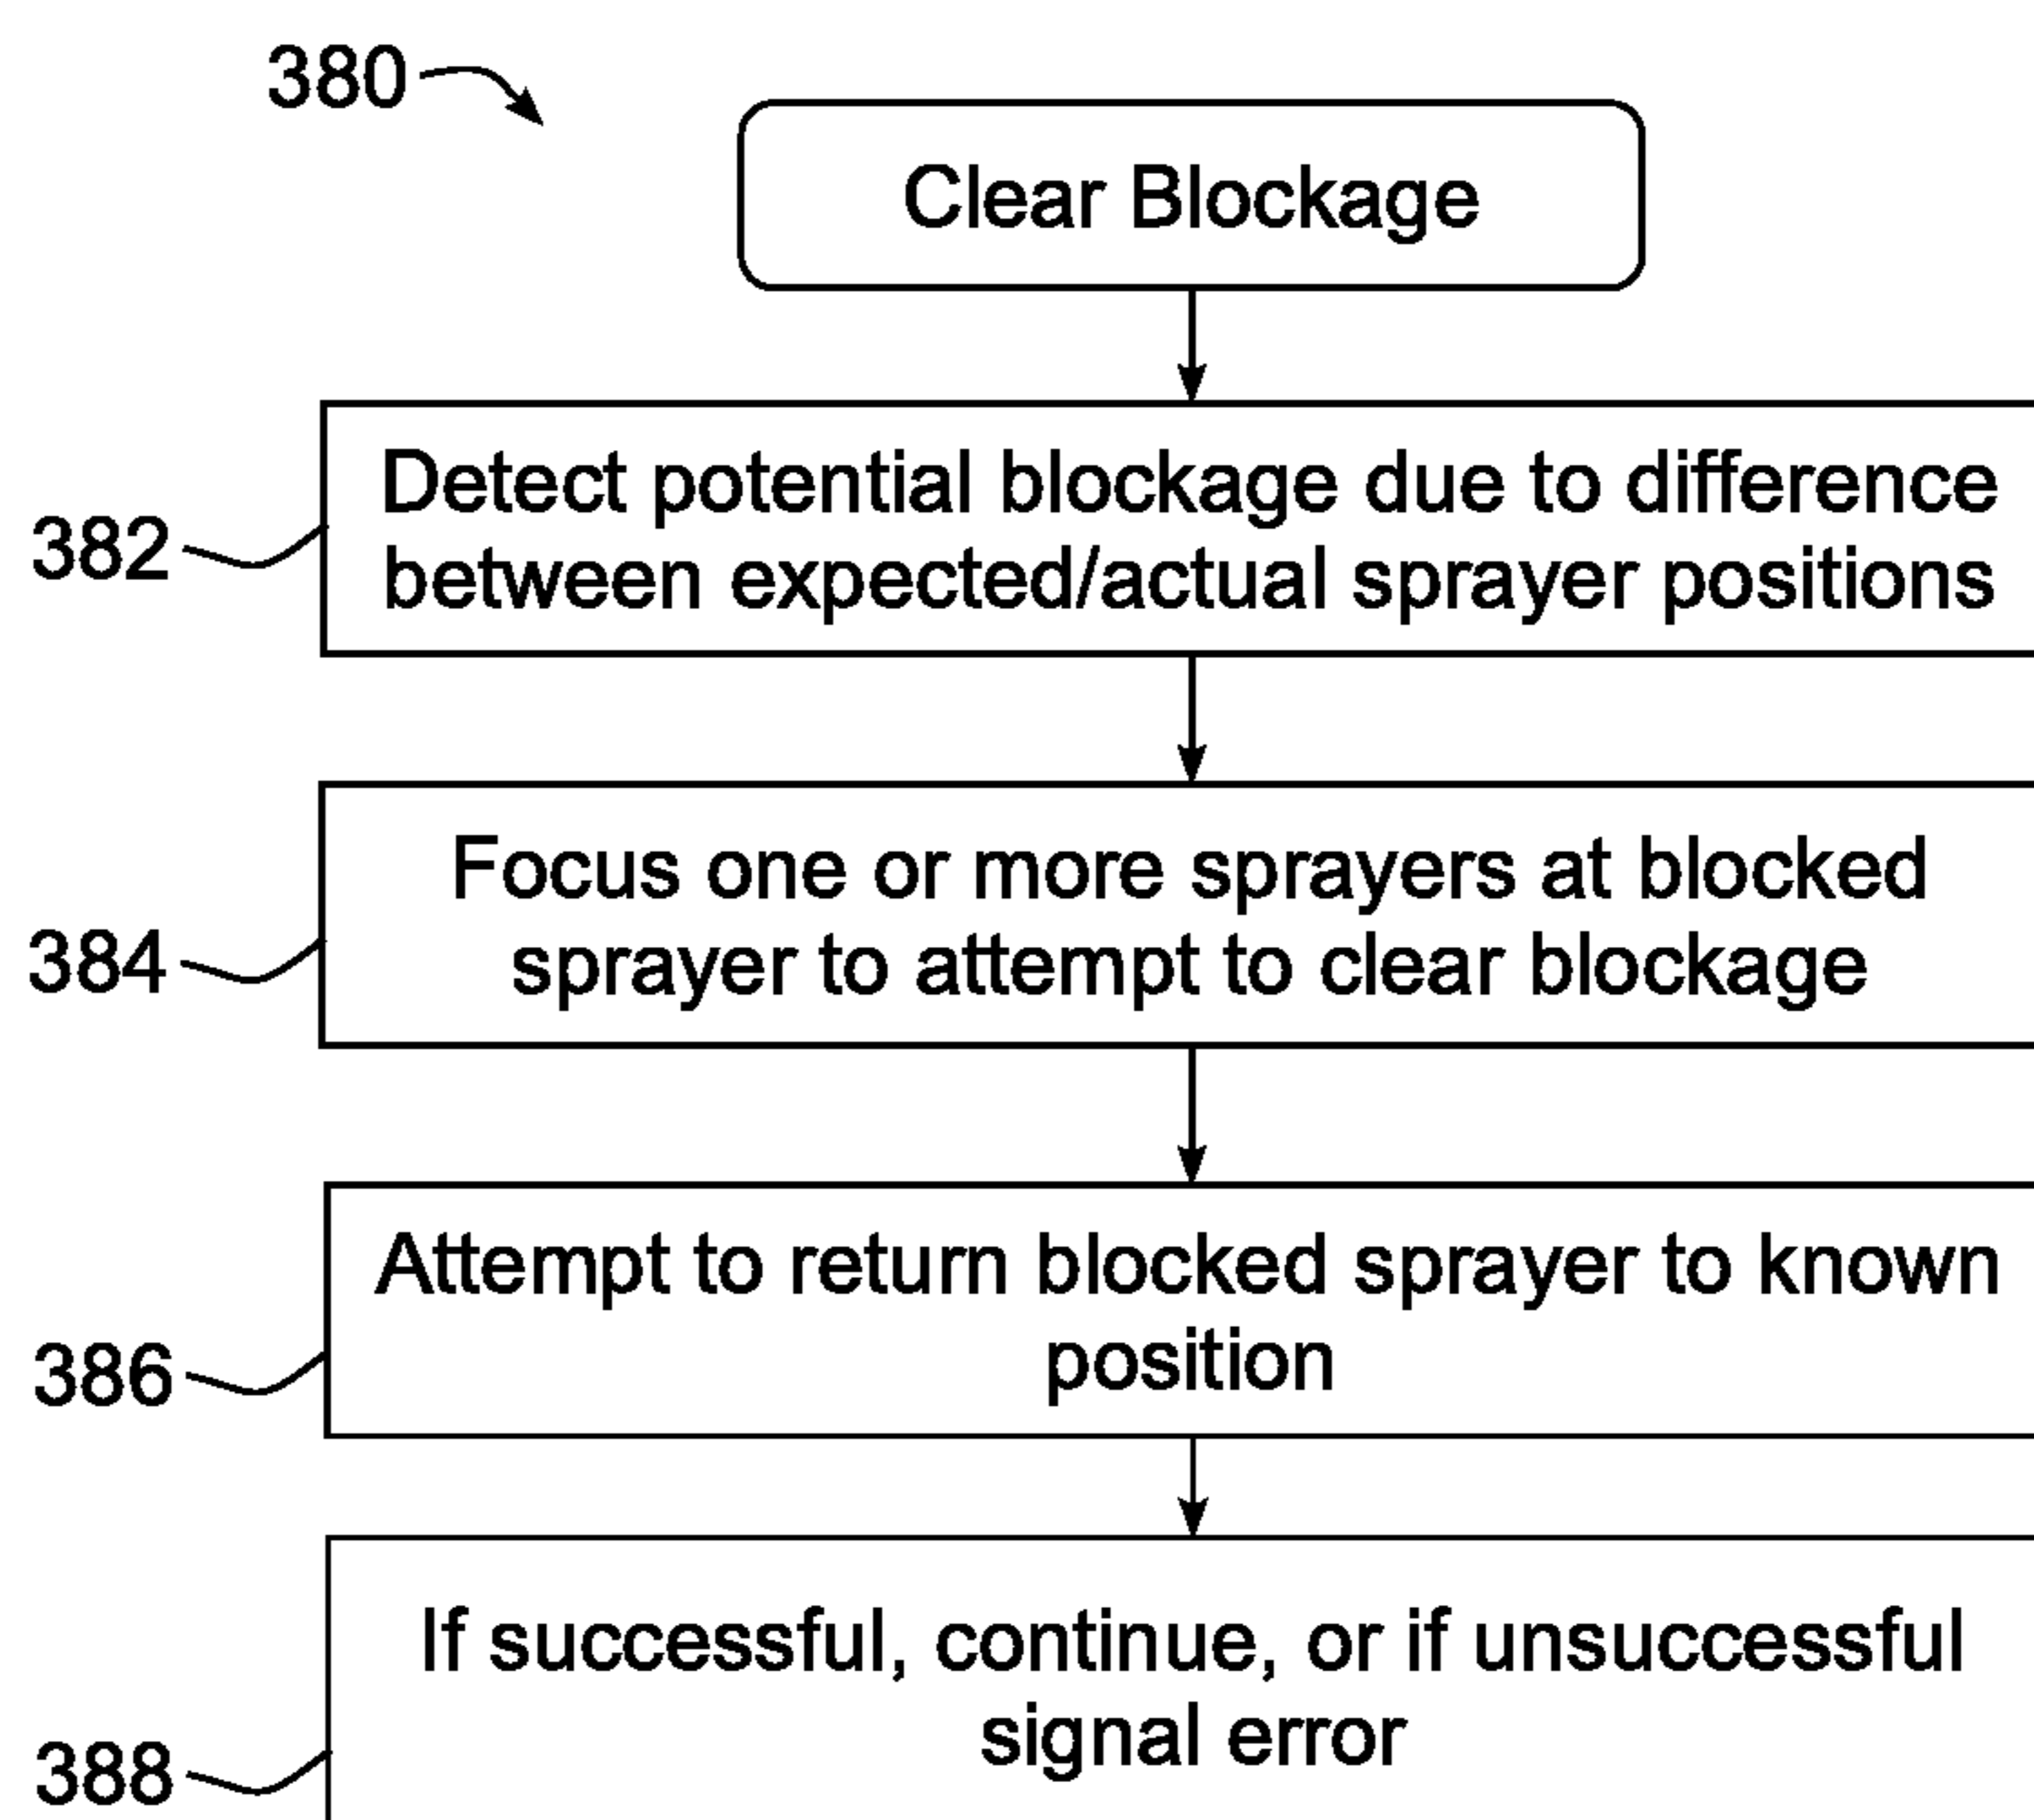 380
Clear Blockage
Detect potential blockage due to difference
between expected/actual sprayer positions
382
Focus one or more sprayers at blocked
sprayer to attempt to clear blockage
384
Attempt to return blocked sprayer to known
position
386
If successful, continue, or if unsuccessful
signal error
388